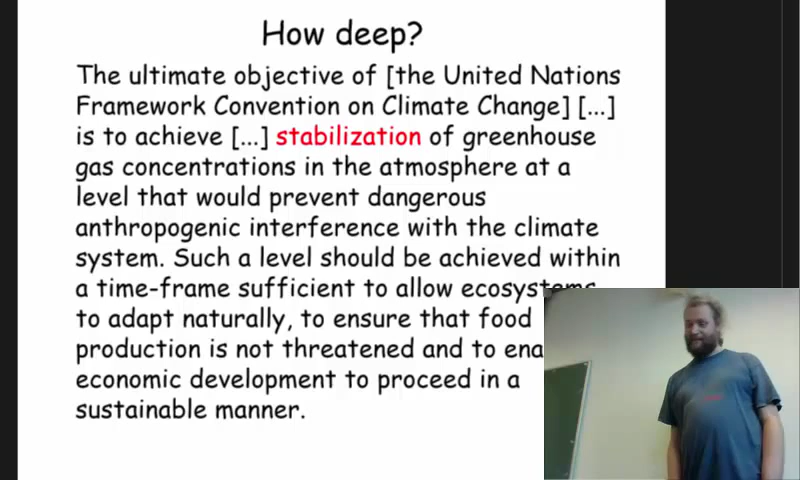 How deep?
The ultimate objective of [the United Nations
Framework Convention on Climate Change] [...]
is to achieve [...] stabilization of greenhouse
gas concentrations in the atmosphere at a
level that would prevent dangerous
anthropogenic interference with the climate
system. Such a level should be achieved within
a time-frame sufficient to allow ecosystems
to adapt naturally, to ensure that food
production is not threatened and to ena
economic development to proceed in a
sustainable manner.